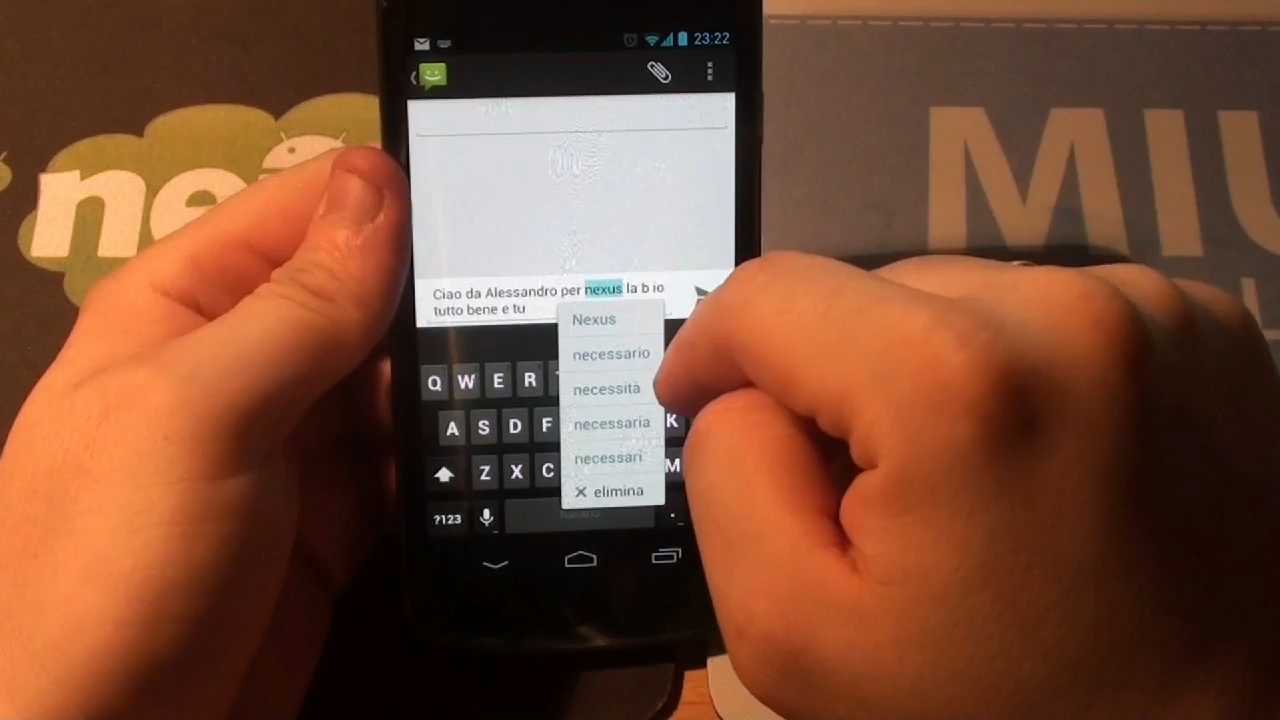 23:22
ne
MIU
Ciao da Alessandro per nexus la b io
tutto bene e tu
Nexus
necessario
necessità
necessaria
necessari
× elimina
Q W E R
A S D F K
Z X C M
?123
italiano